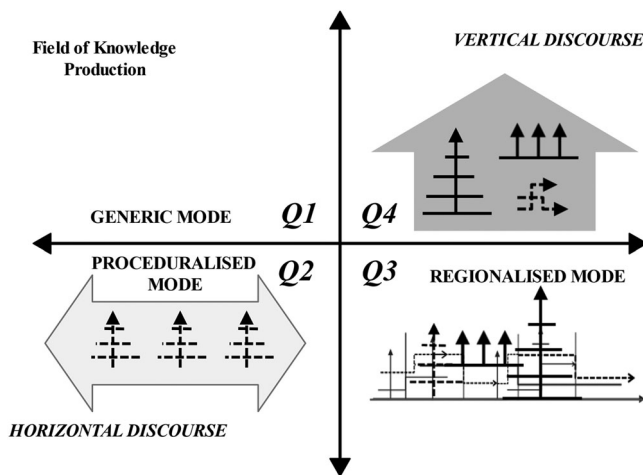 Field of Knowledge
Production
VERTICAL DISCOURSE
GENERIC MODE
Q1
Q4
PROCEDURALISED
MODE
Q2
Q3
REGIONALISED MODE
HORIZONTAL DISCOURSE